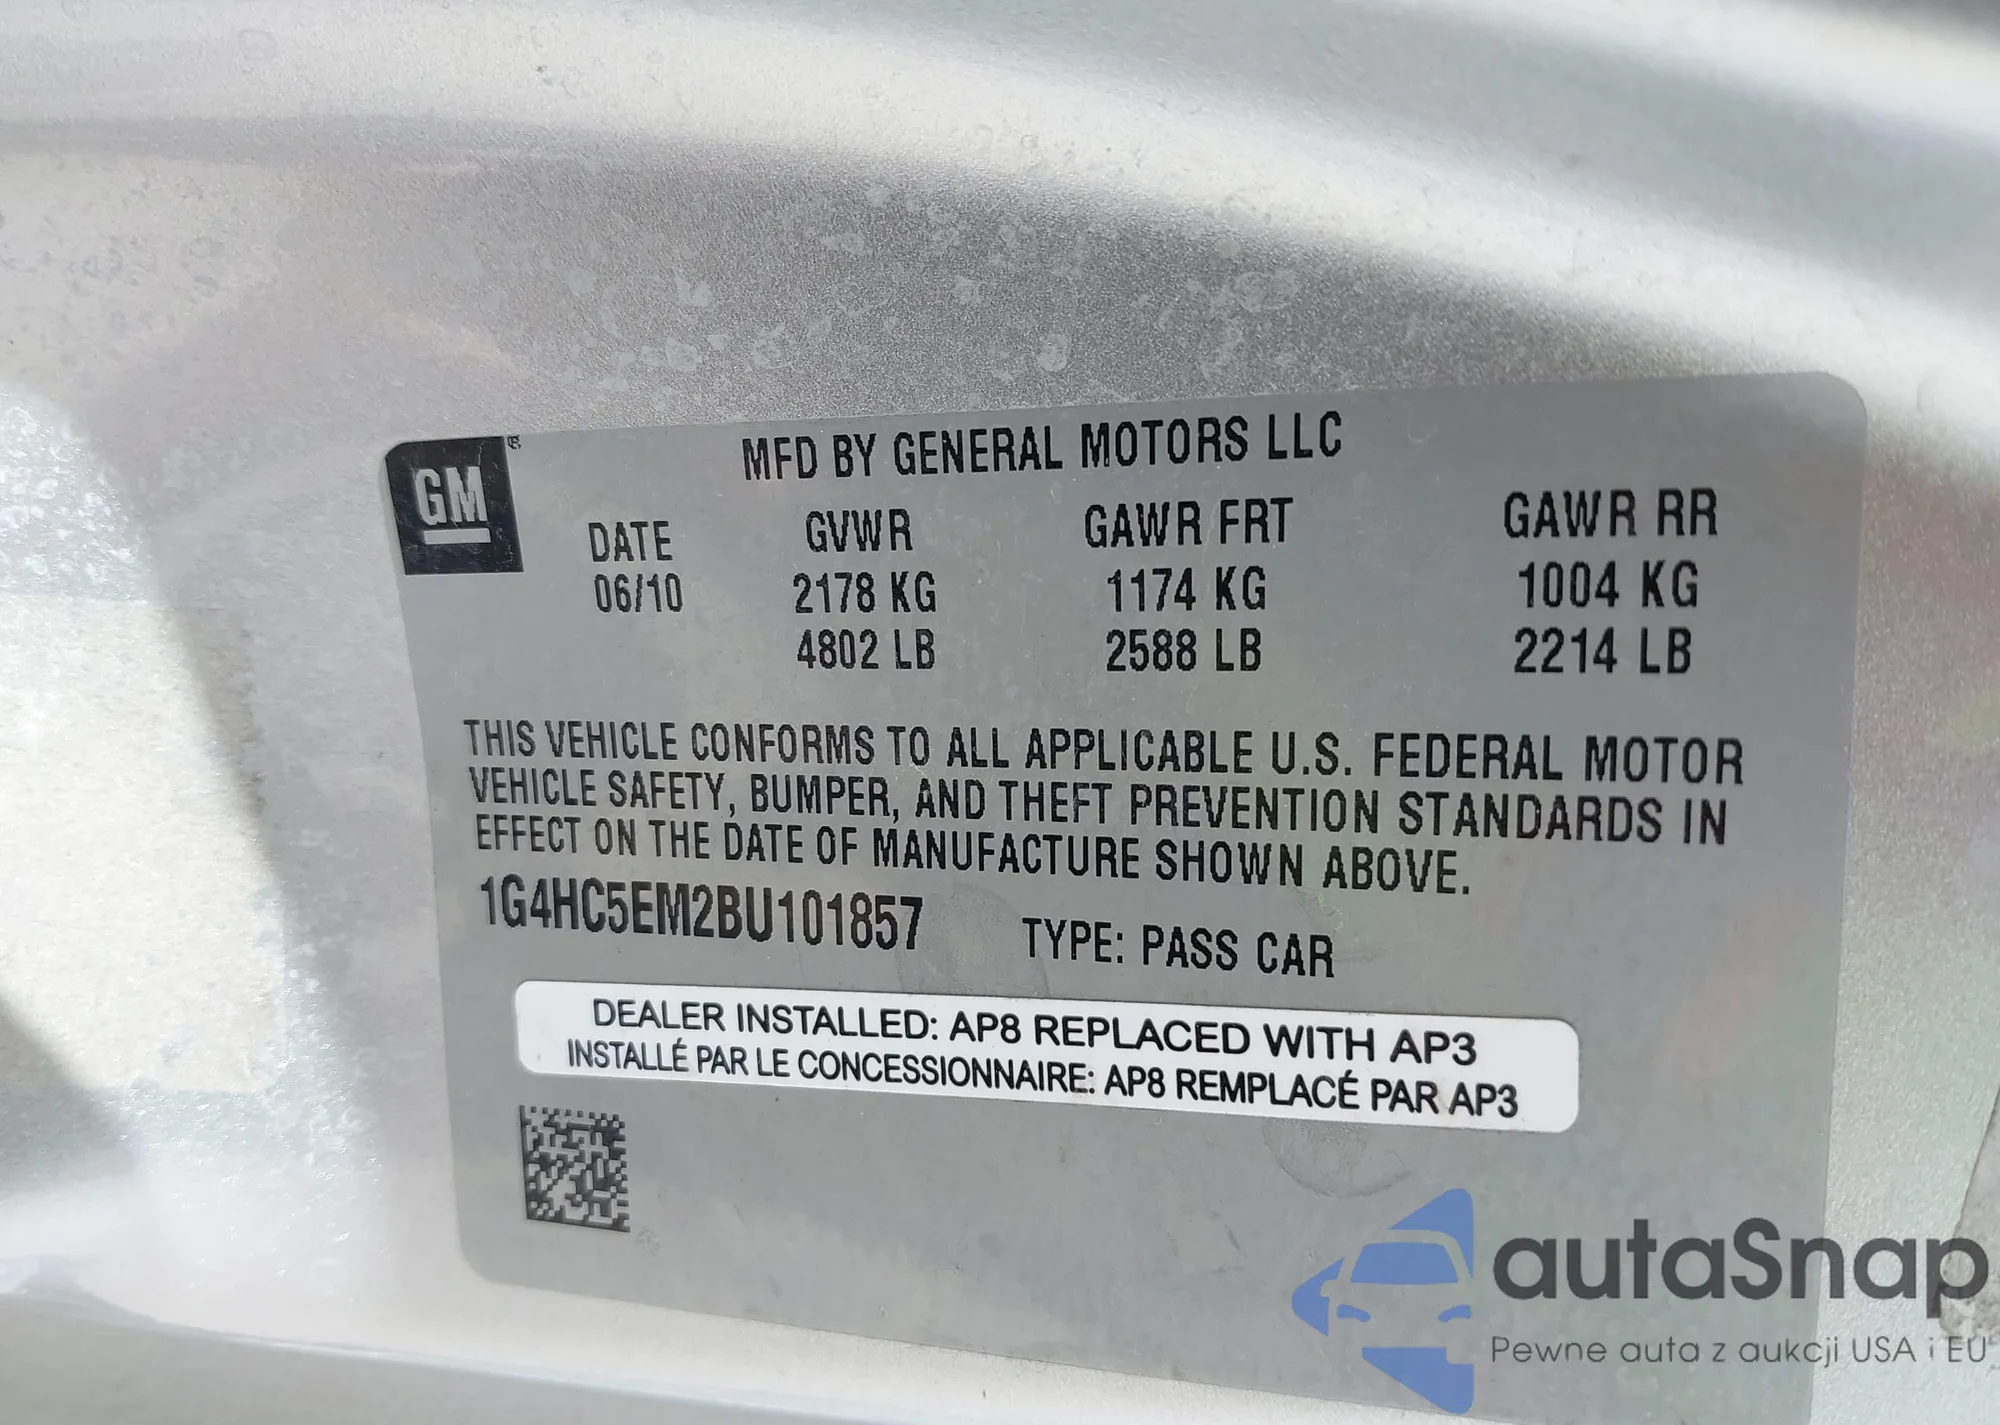 GM
®
MFD BY GENERAL MOTORS LLC
DATE GVWR GAWR FRT GAWR RR
06/10 2178 KG 1174 KG 1004 KG
4802 LB 2588 LB 2214 LB
THIS VEHICLE CONFORMS TO ALL APPLICABLE U.S. FEDERAL MOTOR
VEHICLE SAFETY, BUMPER, AND THEFT PREVENTION STANDARDS IN
EFFECT ON THE DATE OF MANUFACTURE SHOWN ABOVE.
1G4HC5EM2BU101857 TYPE: PASS CAR
DEALER INSTALLED: AP8 REPLACED WITH AP3
INSTALLÉ PAR LE CONCESSIONNAIRE: AP8 REMPLACÉ PAR AP3
autaSnap
Pewne auta z aukcji USA i EU